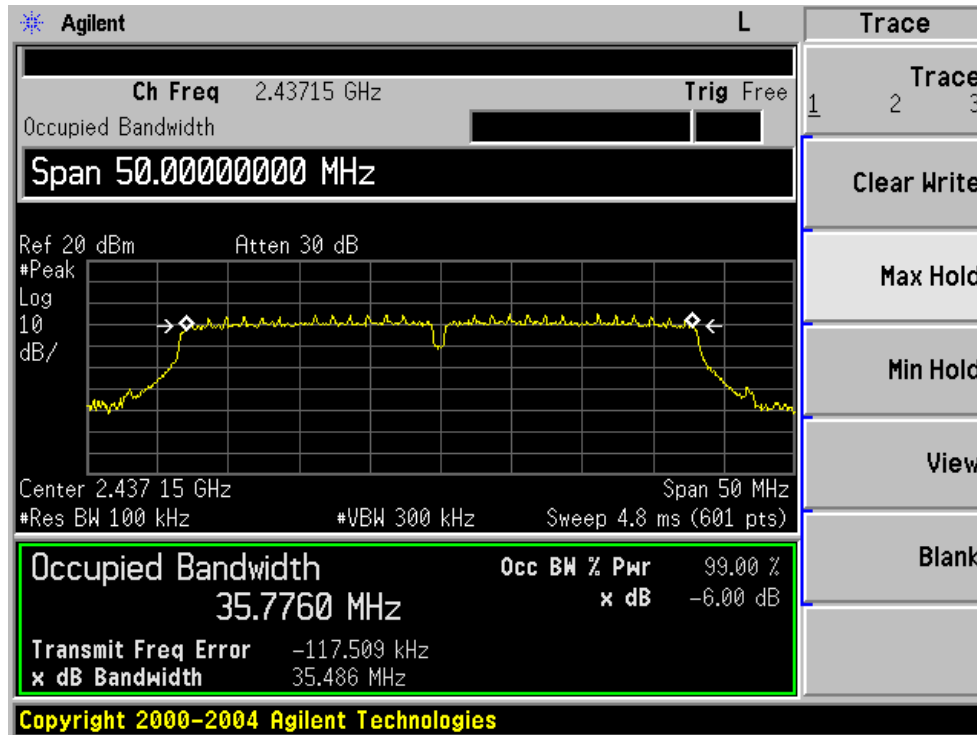 Agilent
L
Trace
Ch Freq 2.43715 GHz
Trig Free
Occupied Bandwidth
Span 50.00000000 MHz
Ref 20 dBm
Atten 30 dB
#Peak
Log
10
dB/
Center 2.437 15 GHz
Span 50 MHz
#Res BW 100 kHz
#VBW 300 kHz
Sweep 4.8 ms (601 pts)
Occupied Bandwidth
35.7760 MHz
Occ BW % Pwr 99.00 %
x dB -6.00 dB
Transmit Freq Error -117.509 kHz
x dB Bandwidth 35.486 MHz
Copyright 2000-2004 Agilent Technologies
Trace
1 2 3
Clear Write
Max Hold
Min Hold
View
Blank